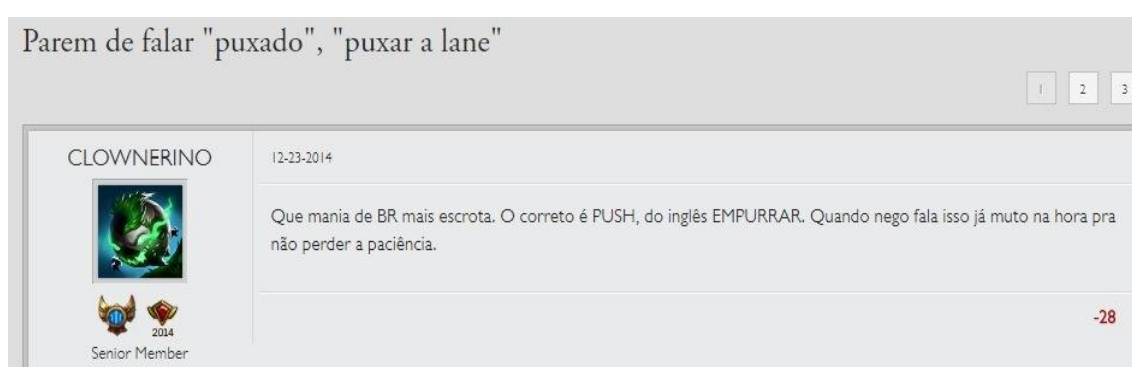 Parem de falar "puxado", "puxar a lane"
1 2 3
CLOWNERINO
12-23-2014
Que mania de BR mais escrota. O correto é PUSH, do inglês EMPURRAR. Quando nego fala isso já muto na hora pra
não perder a paciência.
2014
-28
Senior Member